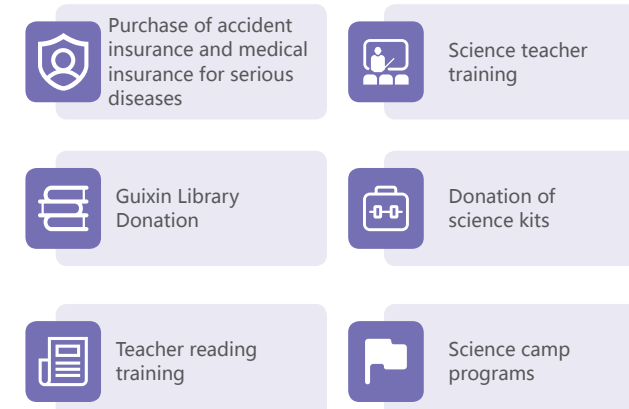 Purchase of accident
insurance and medical
insurance for serious
diseases
Science teacher
training
Guixin Library
Donation
Donation of
science kits
Teacher reading
training
Science camp
programs